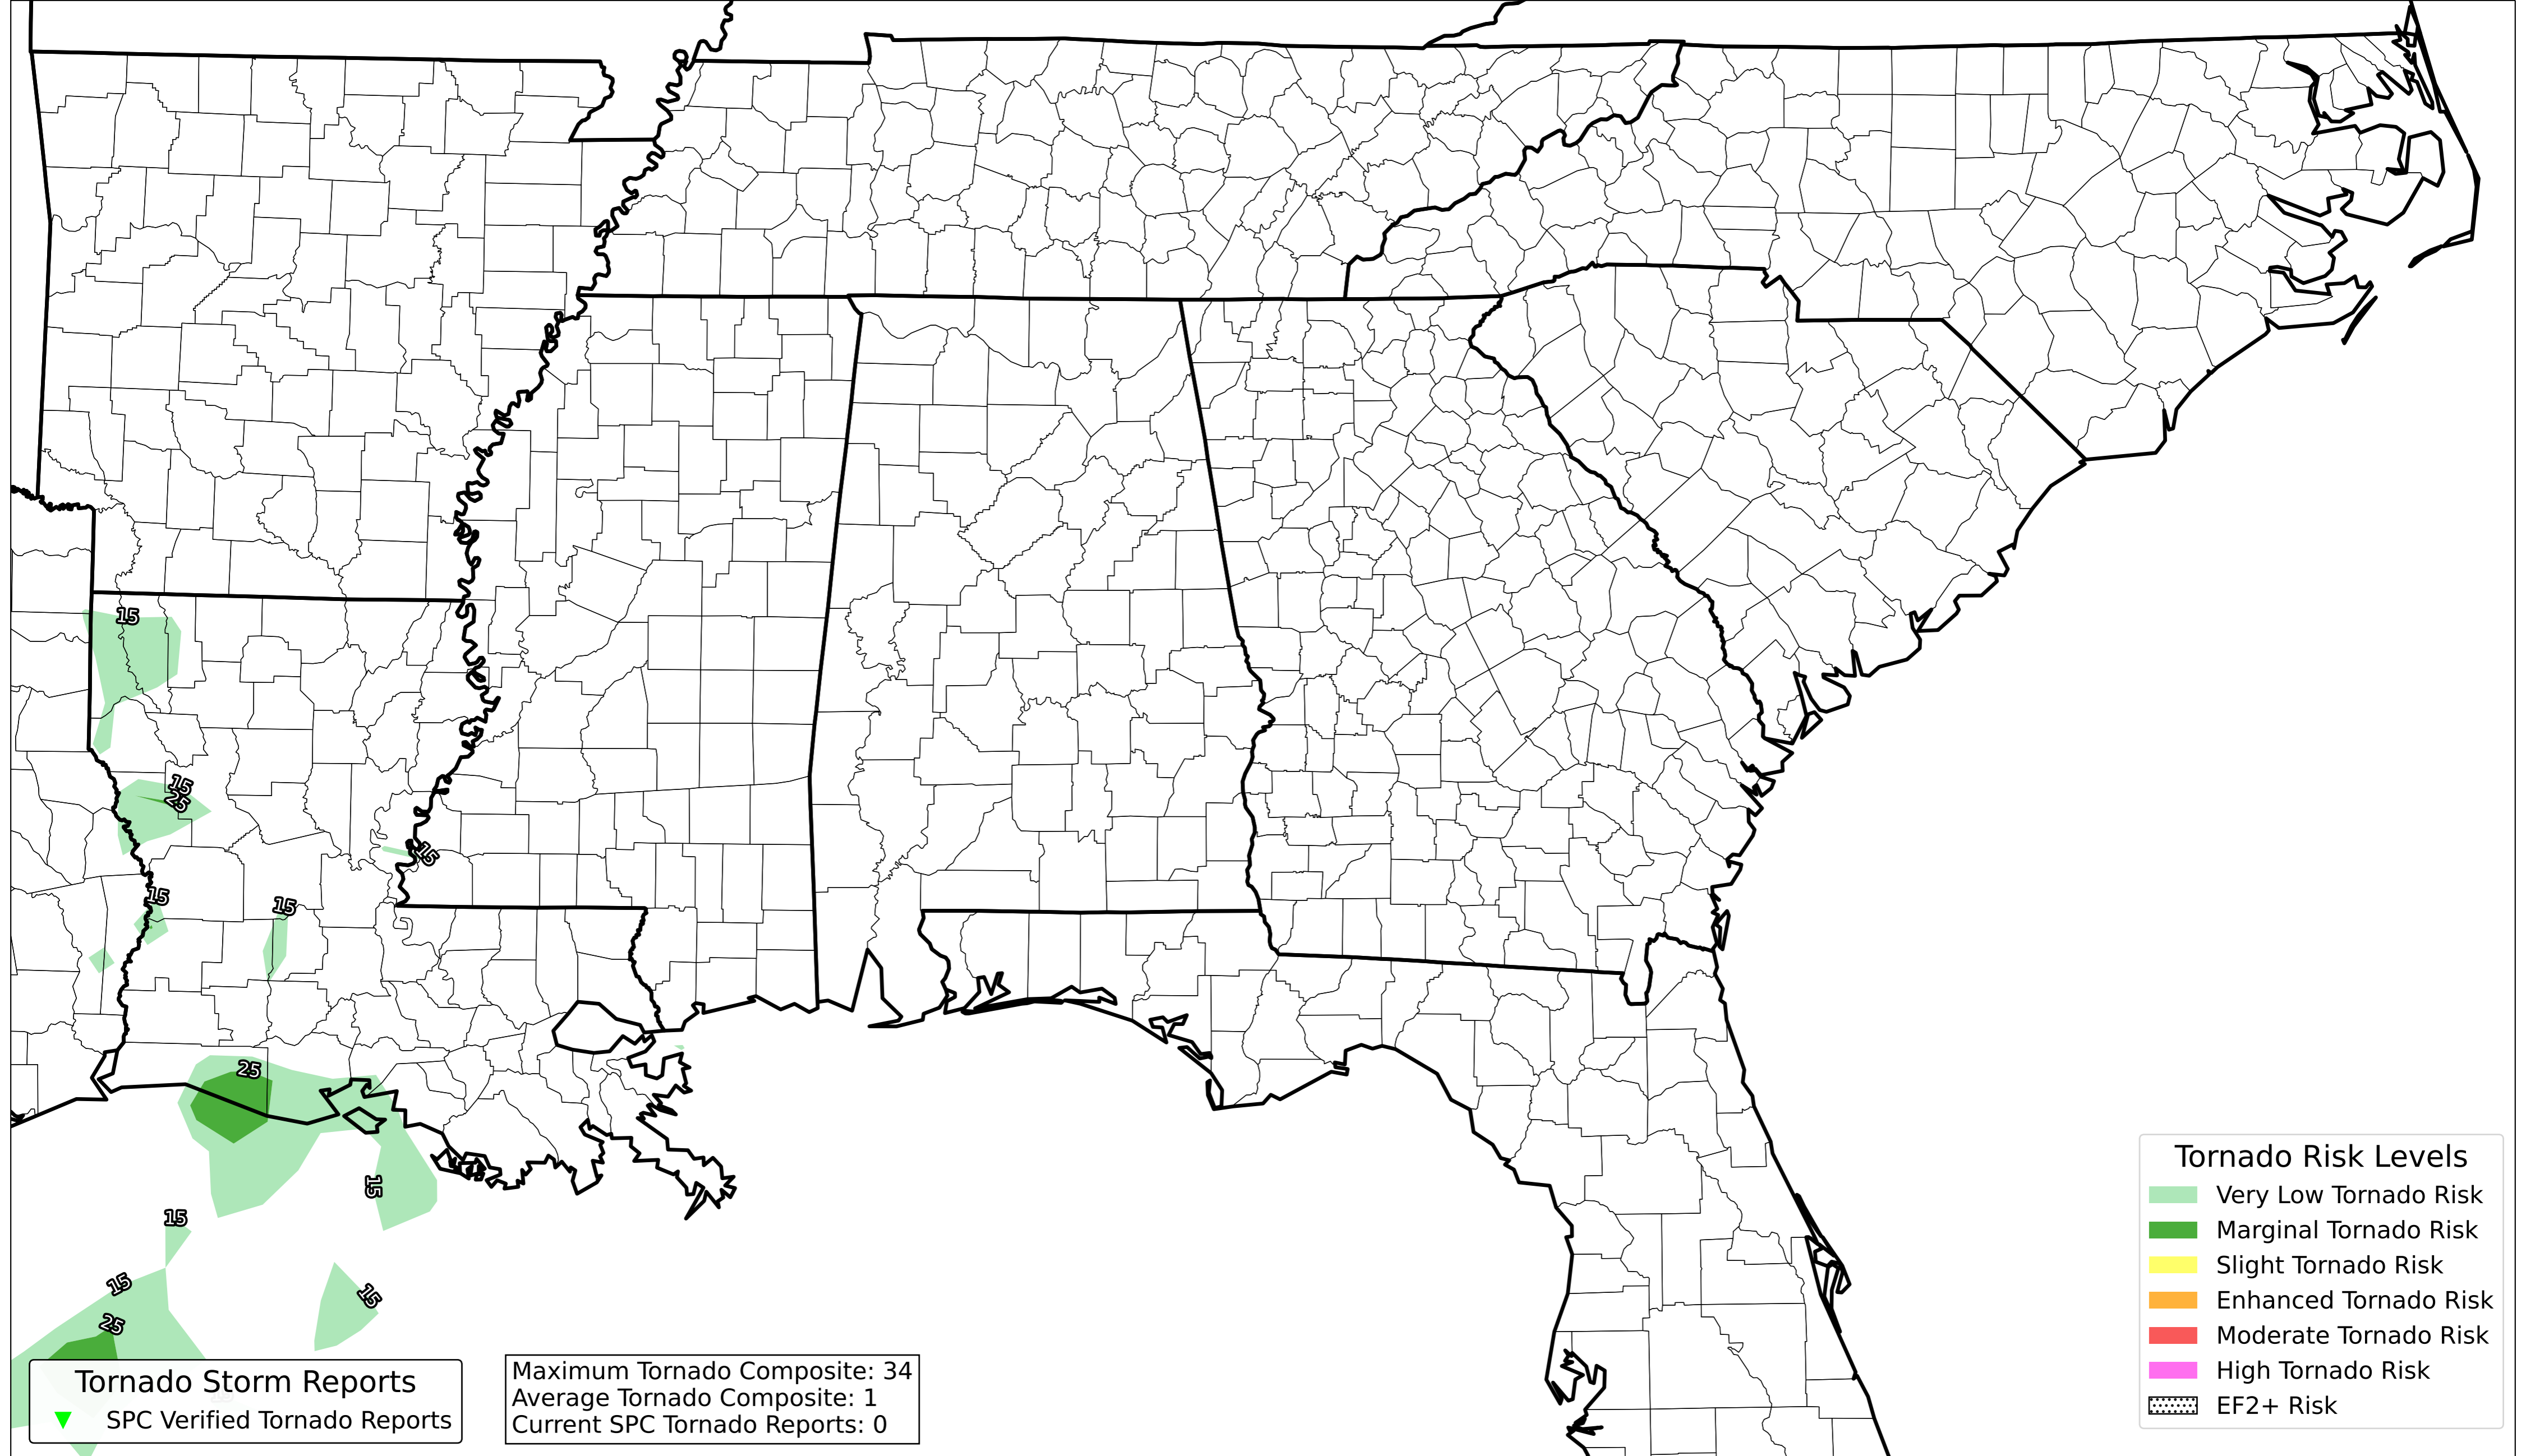 15
15
25
15
15
15
25
15
15
15
15
25
Tornado Storm Reports
SPC Verified Tornado Reports
Maximum Tornado Composite: 34
Average Tornado Composite: 1
Current SPC Tornado Reports: 0
Tornado Risk Levels
Very Low Tornado Risk
Marginal Tornado Risk
Slight Tornado Risk
Enhanced Tornado Risk
Moderate Tornado Risk
High Tornado Risk
EF2+ Risk